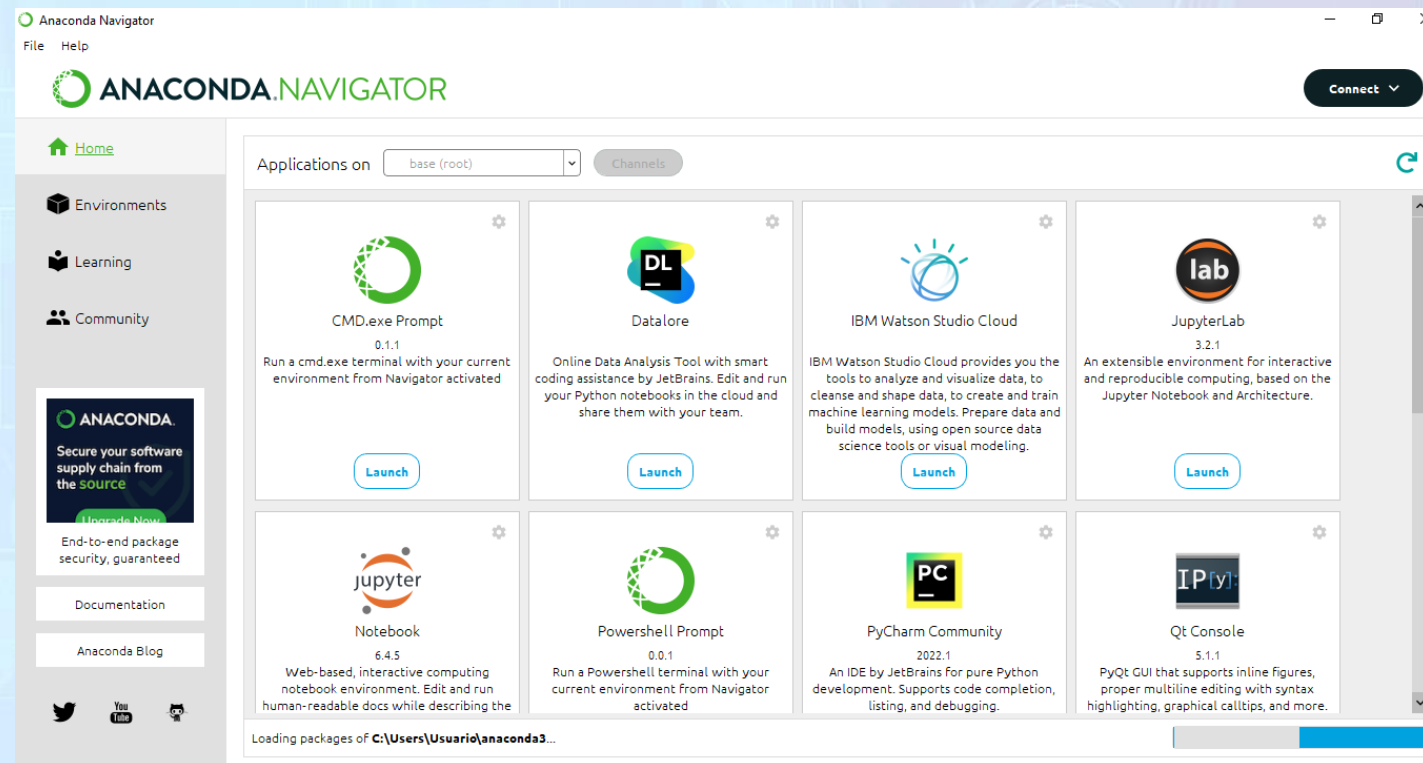 Anaconda Navigator
File Help
ANACONDA.NAVIGATOR
Connect
Home
Environments
Learning
Community
ANACONDA.
Secure your software
supply chain from
the source
Upgrade Now
End-to-end package
security, guaranteed
Documentation
Anaconda Blog
You
Tube
Applications on base (root) Channels
CMD.exe Prompt
0.1.1
Run a cmd.exe terminal with your current
environment from Navigator activated
Launch
DL
Datalore
Online Data Analysis Tool with smart
coding assistance by JetBrains. Edit and run
your Python notebooks in the cloud and
share them with your team.
Launch
IBM Watson Studio Cloud
IBM Watson Studio Cloud provides you the
tools to analyze and visualize data, to
cleanse and shape data, to create and train
machine learning models. Prepare data and
build models, using open source data
science tools or visual modeling.
Launch
lab
JupyterLab
3.2.1
An extensible environment for interactive
and reproducible computing, based on the
Jupyter Notebook and Architecture.
Launch
jupyter
Notebook
6.4.5
Web-based, interactive computing
notebook environment. Edit and run
human-readable docs while describing the
Powershell Prompt
0.0.1
Run a Powershell terminal with your
current environment from Navigator
activated
PC
PyCharm Community
2022.1
An IDE by JetBrains for pure Python
development. Supports code completion,
listing, and debugging.
IP[y]:
Qt Console
5.1.1
PyQt GUI that supports inline figures,
proper multiline editing with syntax
highlighting, graphical calltips, and more.
Loading packages of C:\Users\Usuario\anaconda3...